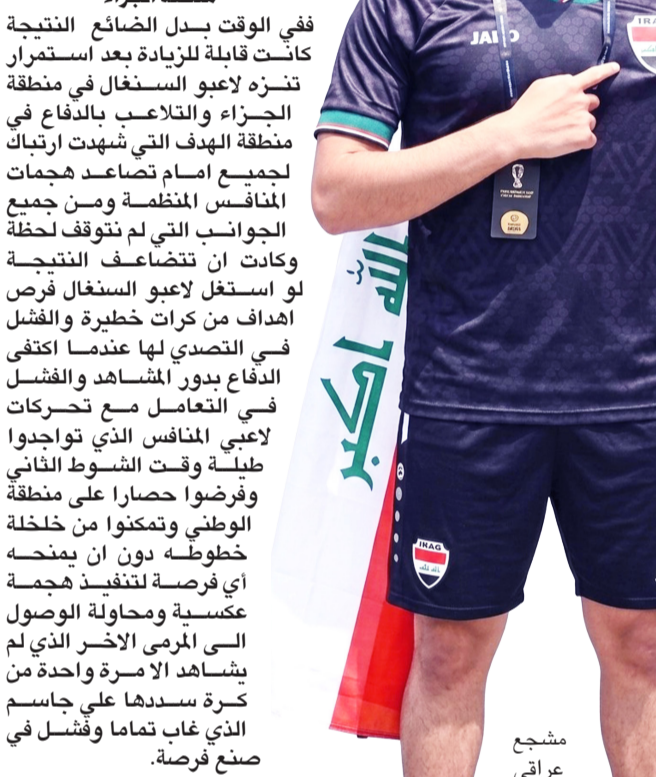 ففي الوقت بدل الضائع النتيجة
كانت قابلة للزيادة بعد استمرار
تنزه لاعبو السنغال في منطقة
الجزاء والتلاعب بالدفاع في
منطقة الهدف التي شهدت ارتباك
لجميع امام تصاعد هجمات
المنافس المنظمة ومن جميع
الجوانب التي لم نتوقف لحظة
وكادت ان تتضاعف النتيجة
لو استغل لاعبو السنغال فرص
اهداف من كرات خطيرة والفشل
في التصدي لها عندما اكتفى
الدفاع بدور المشاهد والفشل
في التعامل مع تحركات
لاعبي المنافس الذي تواجدوا
طيلة وقت الشوط الثاني
وفرضوا حصارا على منطقة
الوطني وتمكنوا من خلخلة
خطوطه دون ان يمنحه
أي فرصة لتنفيذ هجمة
عكسية ومحاولة الوصول
الى المرمى الاخر الذي لم
يشاهد الا مرة واحدة من
كرة سددها علي جاسم
الذي غاب تماما وفشل في
صنع فرصة.
JAKO
IRA
الله اكبر
IRAQ
مشجع
عراقي